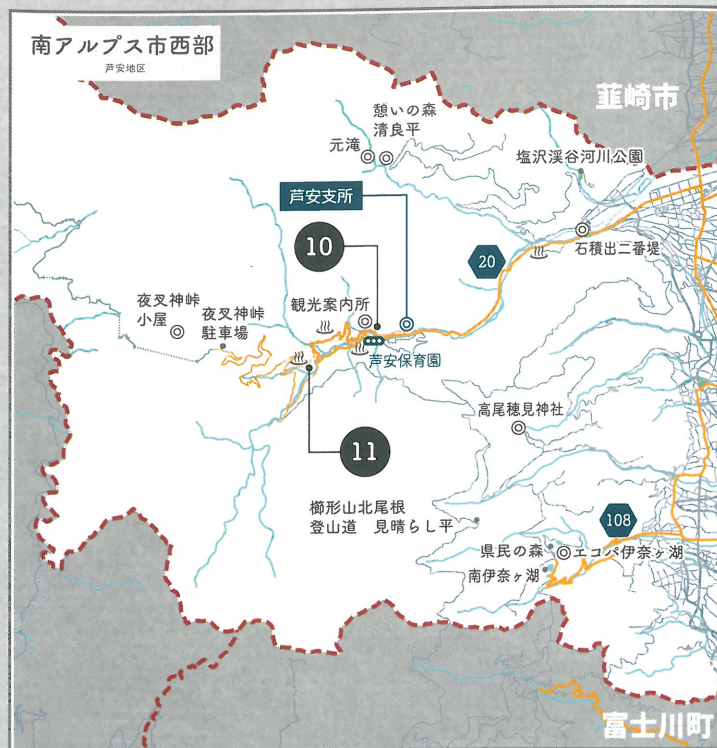 南アルプス市西部
芦安地区
韮崎市
憩いの森
清良平
元滝
塩沢渓谷河川公園
芦安支所
10
20
石積出二番堤
夜叉神峠
小屋
夜叉神峠
駐車場
観光案内所
芦安保育園
高尾穂見神社
11
櫛形山北尾根
登山道 見晴らし平
108
県民の森
エコパ伊奈ヶ湖
南伊奈ヶ湖
富士川町